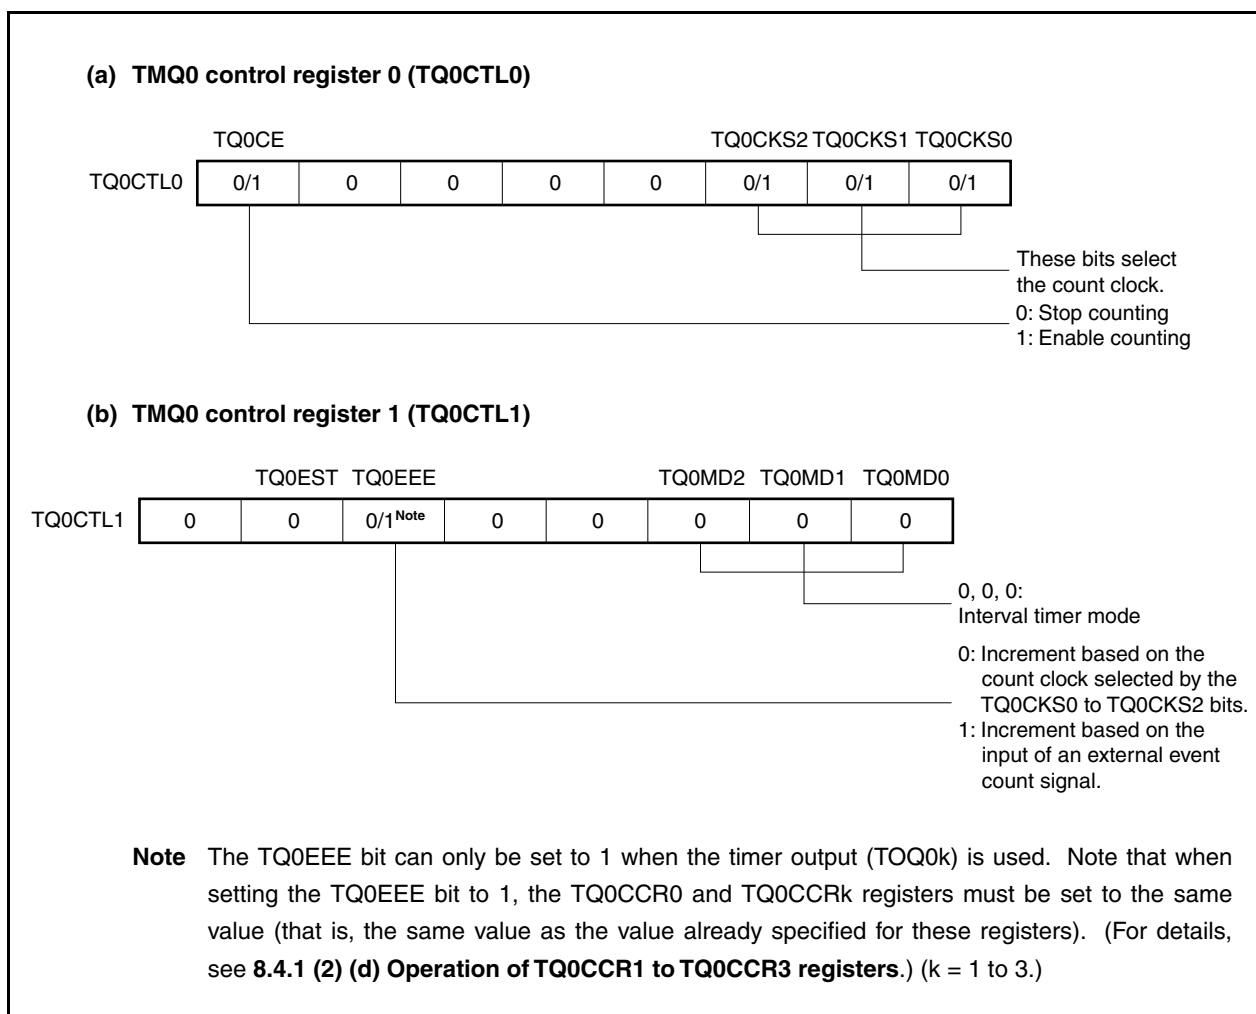 (a) TMQ0 control register 0 (TQ0CTL0)
TQ0CE TQ0CKS2 TQ0CKS1 TQ0CKS0
TQ0CTL0 0/1 0 0 0 0 0/1 0/1 0/1
These bits select
the count clock.
0: Stop counting
1: Enable counting
(b) TMQ0 control register 1 (TQ0CTL1)
TQ0EST TQ0EEE TQ0MD2 TQ0MD1 TQ0MD0
TQ0CTL1 0 0 0/1Note 0 0 0 0 0
0, 0, 0:
Interval timer mode
0: Increment based on the
count clock selected by the
TQ0CKS0 to TQ0CKS2 bits.
1: Increment based on the
input of an external event
count signal.
Note The TQ0EEE bit can only be set to 1 when the timer output (TOQ0k) is used. Note that when
setting the TQ0EEE bit to 1, the TQ0CCR0 and TQ0CCRk registers must be set to the same
value (that is, the same value as the value already specified for these registers). (For details,
see 8.4.1 (2) (d) Operation of TQ0CCR1 to TQ0CCR3 registers.) (k = 1 to 3.)